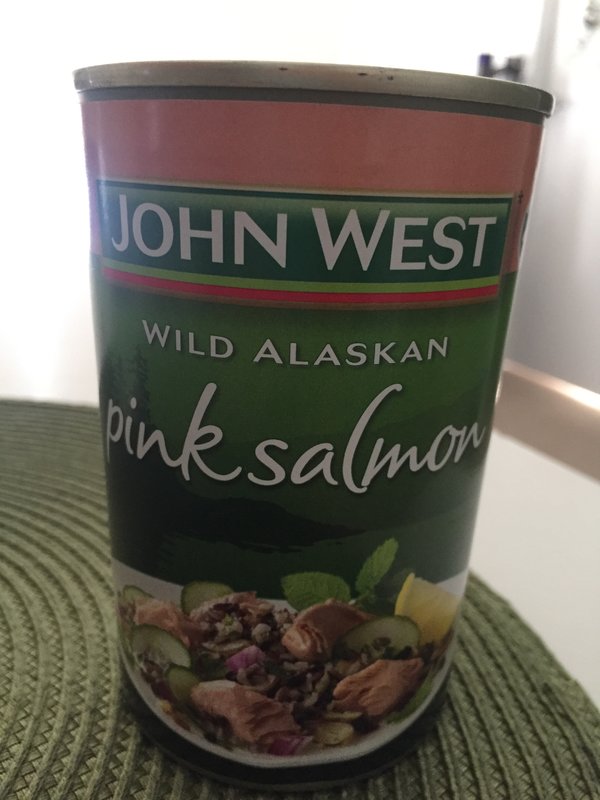 JOHN WEST
WILD ALASKAN
pink salmon